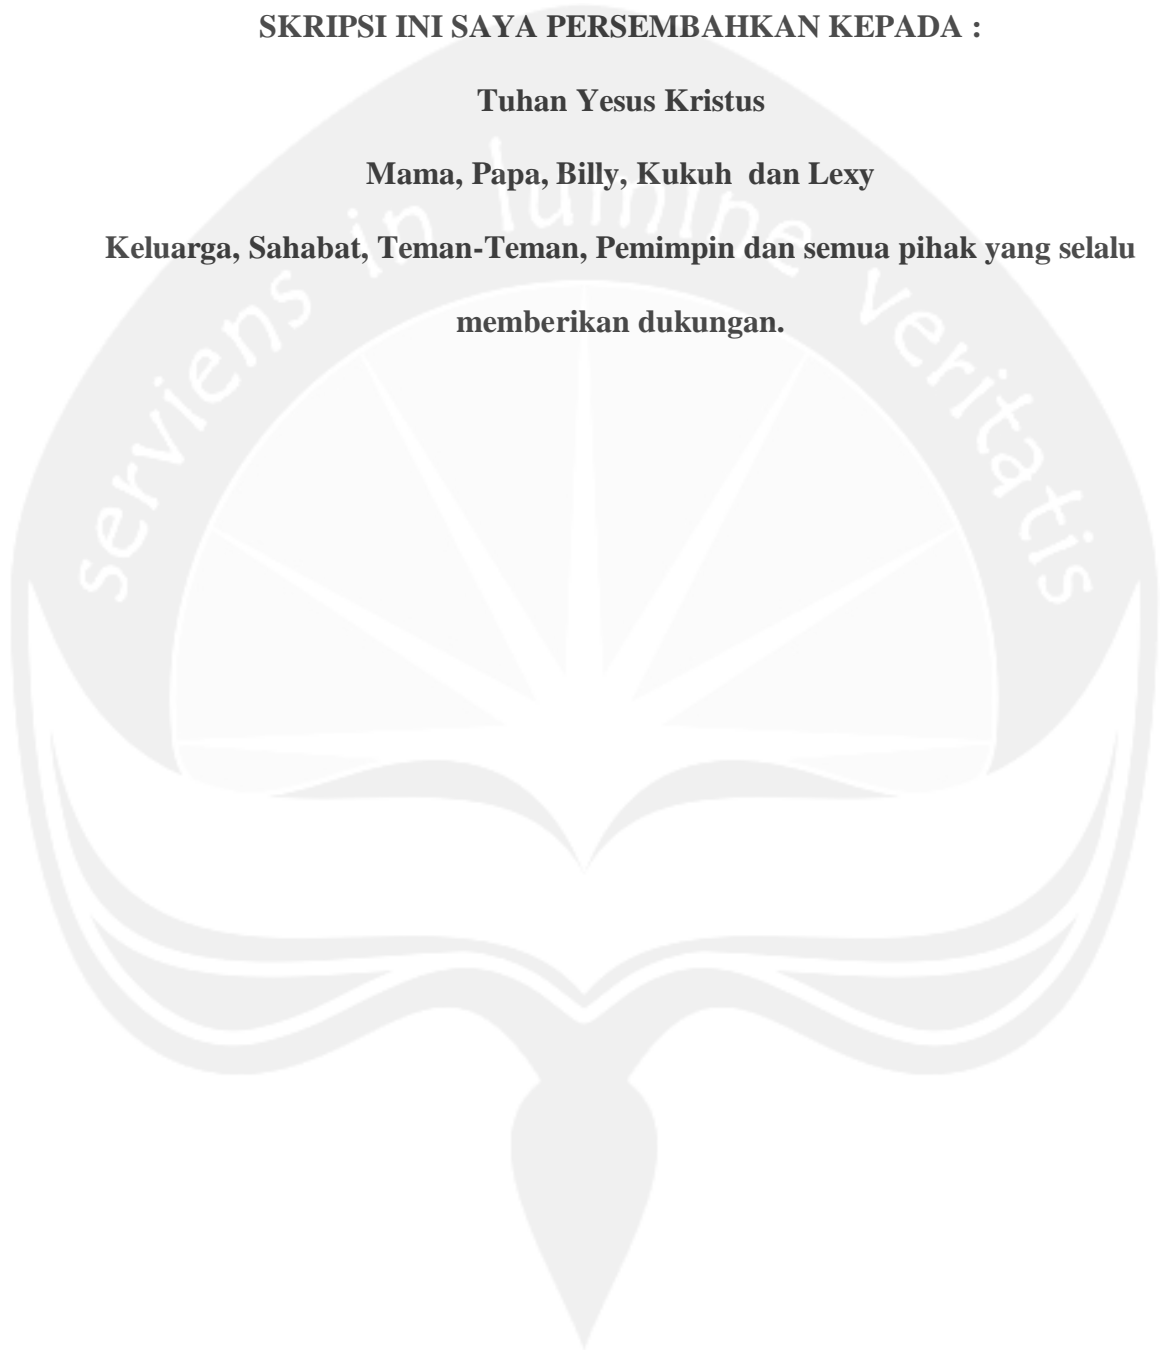 SKRIPSI INI SAYA PERSEMBAHKAN KEPADA :
Tuhan Yesus Kristus
Mama, Papa, Billy, Kukuh  dan Lexy
Keluarga, Sahabat, Teman-Teman, Pemimpin dan semua pihak yang selalu
memberikan dukungan.
serviens in lumine veritatis